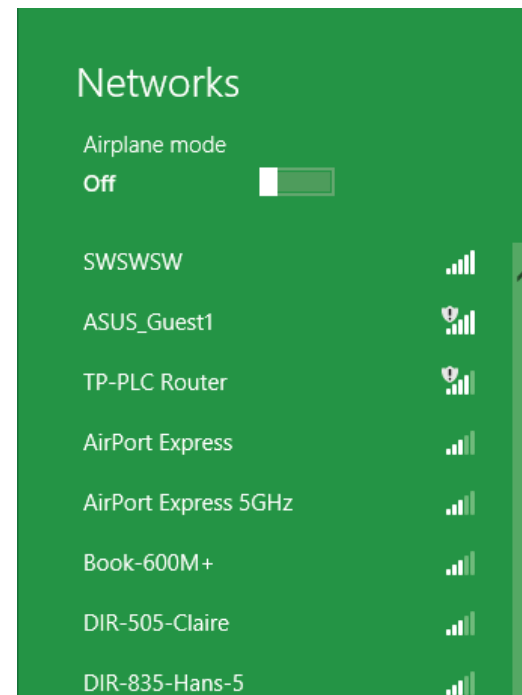 Networks
Airplane mode
Off
SWSWSW
ASUS_Guest1
TP-PLC Router
AirPort Express
AirPort Express 5GHz
Book-600M+
DIR-505-Claire
DIR-835-Hans-5